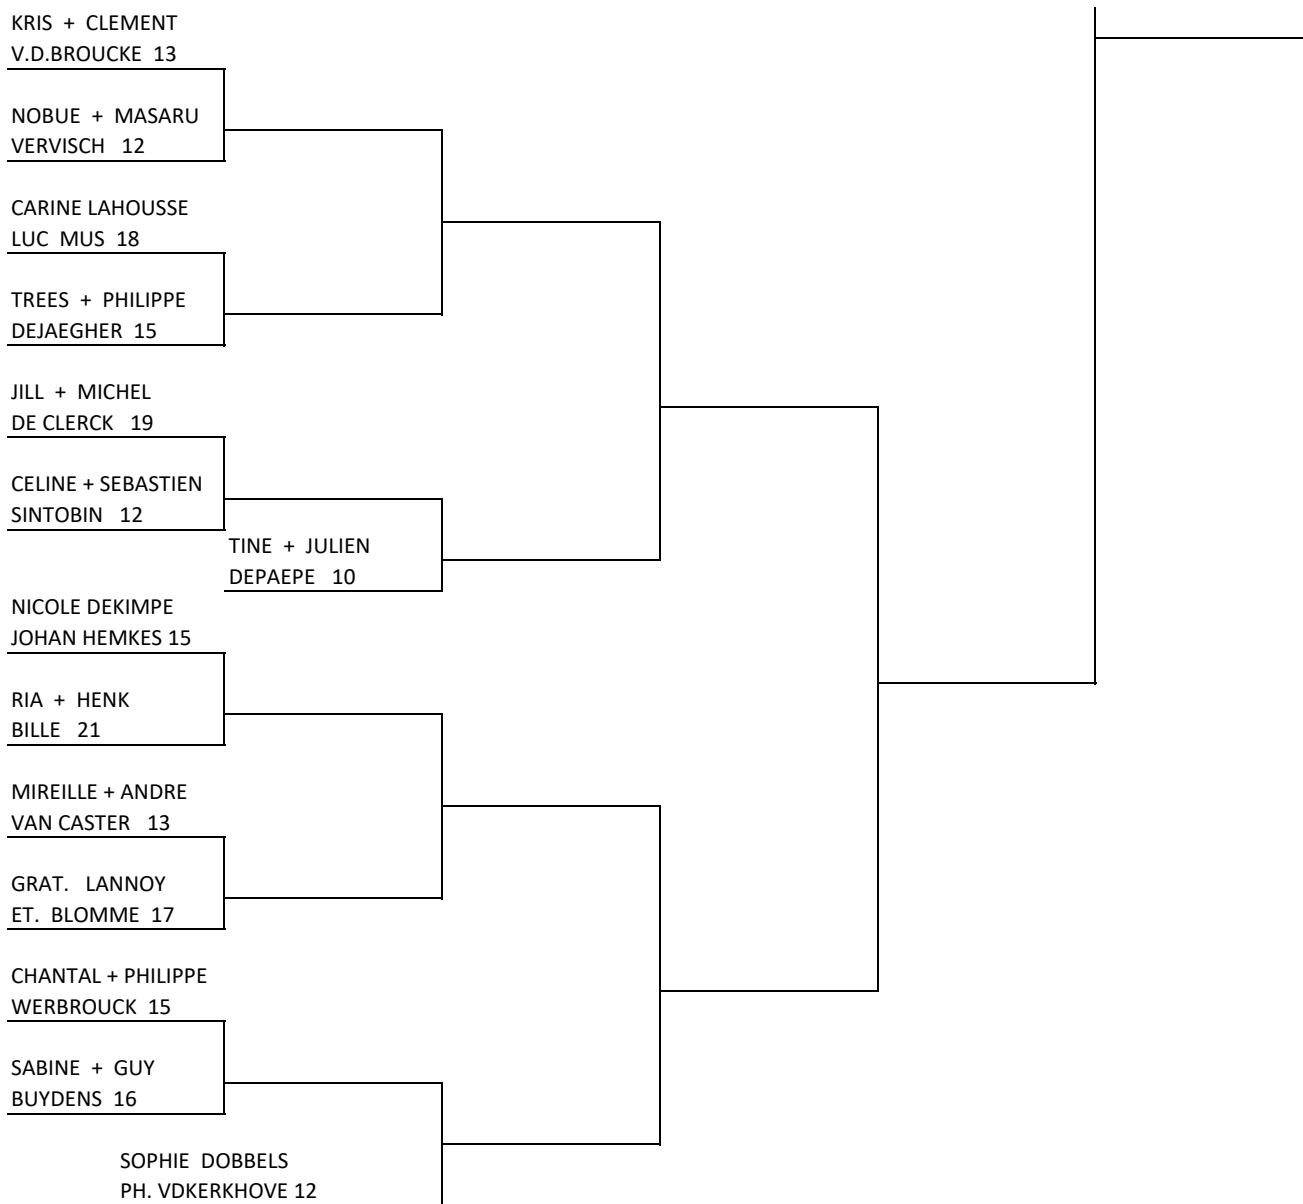 KRIS + CLEMENT
V.D.BROUCKE 13
NOBUE + MASARU
VERVISCH 12
CARINE LAHOUSSE
LUC MUS 18
TREES + PHILIPPE
DEJAEGHER 15
JILL + MICHEL
DE CLERCK 19
CELINE + SEBASTIEN
SINTOBIN 12
TINE + JULIEN
DEPAEPE 10
NICOLE DEKIMPE
JOHAN HEMKES 15
RIA + HENK
BILLE 21
MIREILLE + ANDRE
VAN CASTER 13
GRAT. LANNOY
ET. BLOMME 17
CHANTAL + PHILIPPE
WERBROUCK 15
SABINE + GUY
BUYDENS 16
SOPHIE DOBBELS
PH. VDKERKHOVE 12